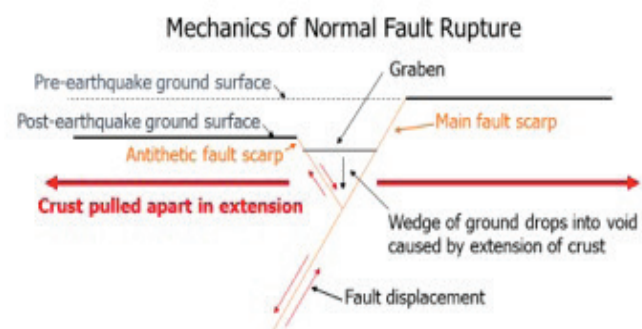 Mechanics of Normal Fault Rupture
Pre-earthquake ground surface
Graben
Post-earthquake ground surface
Main fault scarp
Antithetic fault scarp
Crust pulled apart in extension
Wedge of ground drops into void
caused by extension of crust
Fault displacement